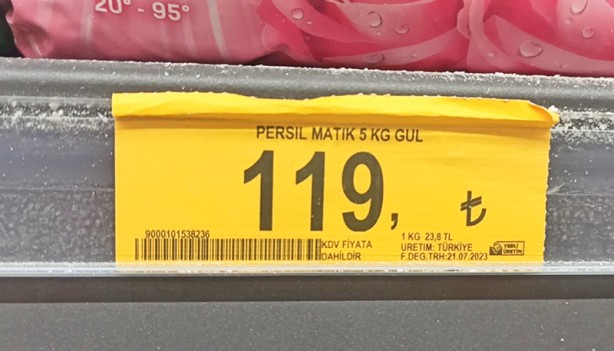 20° - 95°
PERSIL MATIK 5 KG GUL
119, ₺
9000101538236
KDV FİYATA
DAHİLDİR
1 KG 23,8 TL
URETIM: TÜRKİYE
F.DEG.TRH:21.07.2023
YERLİ
ÜRETİM